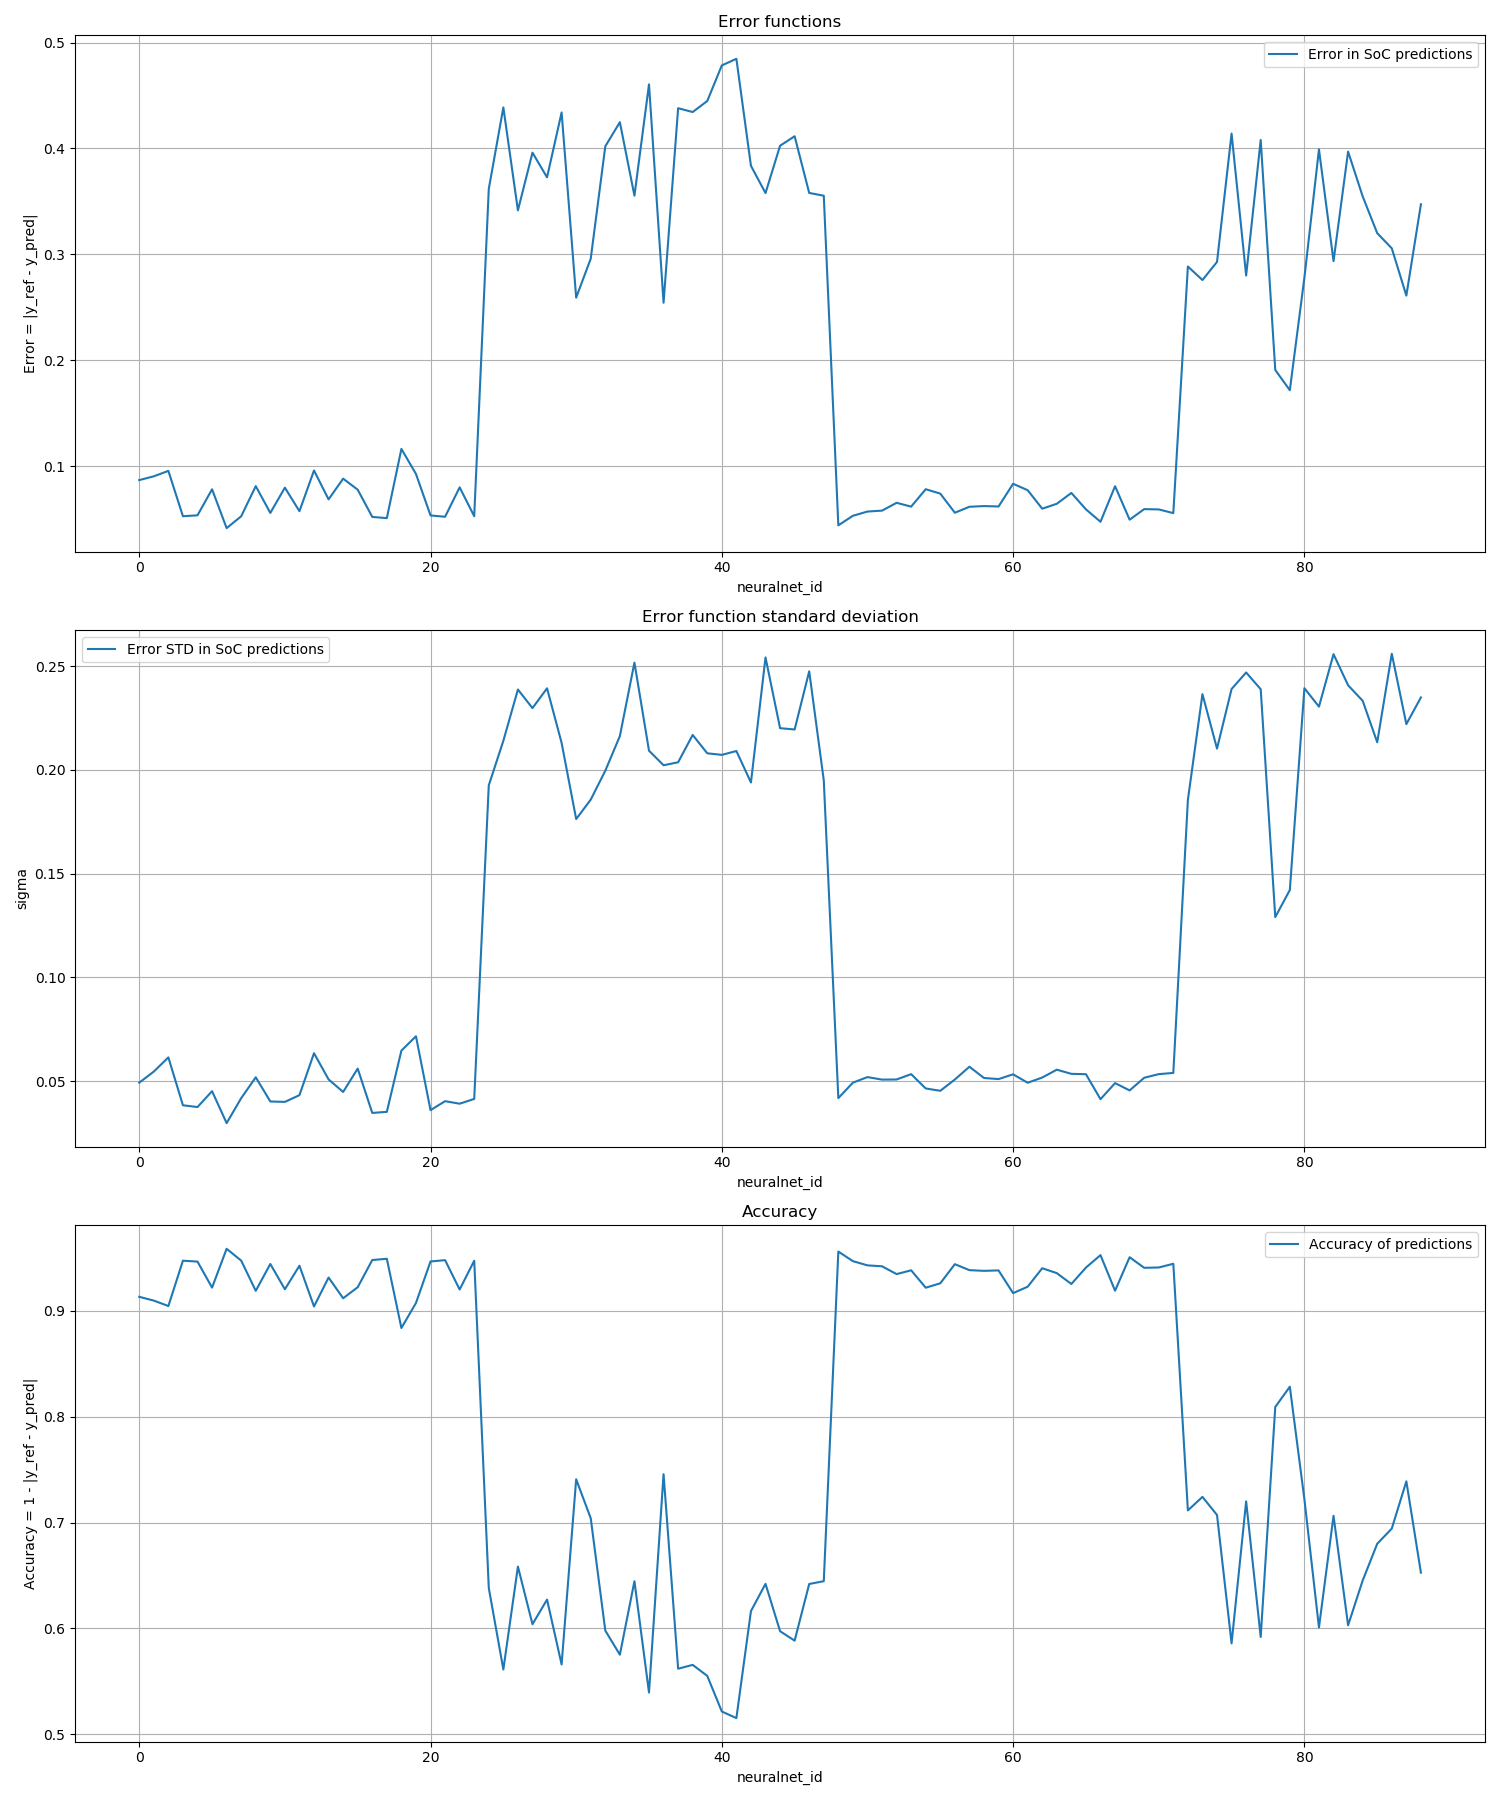 Error functions
Error in SoC predictions
0.5
0.4
0.3
0.2
0.1
Error = |y_ref - y_pred|
0 20 40 60 80
neuralnet_id
Error function standard deviation
Error STD in SoC predictions
0.25
0.20
0.15
0.10
0.05
sigma
0 20 40 60 80
neuralnet_id
Accuracy
Accuracy of predictions
0.9
0.8
0.7
0.6
0.5
Accuracy = 1 - |y_ref - y_pred|
0 20 40 60 80
neuralnet_id